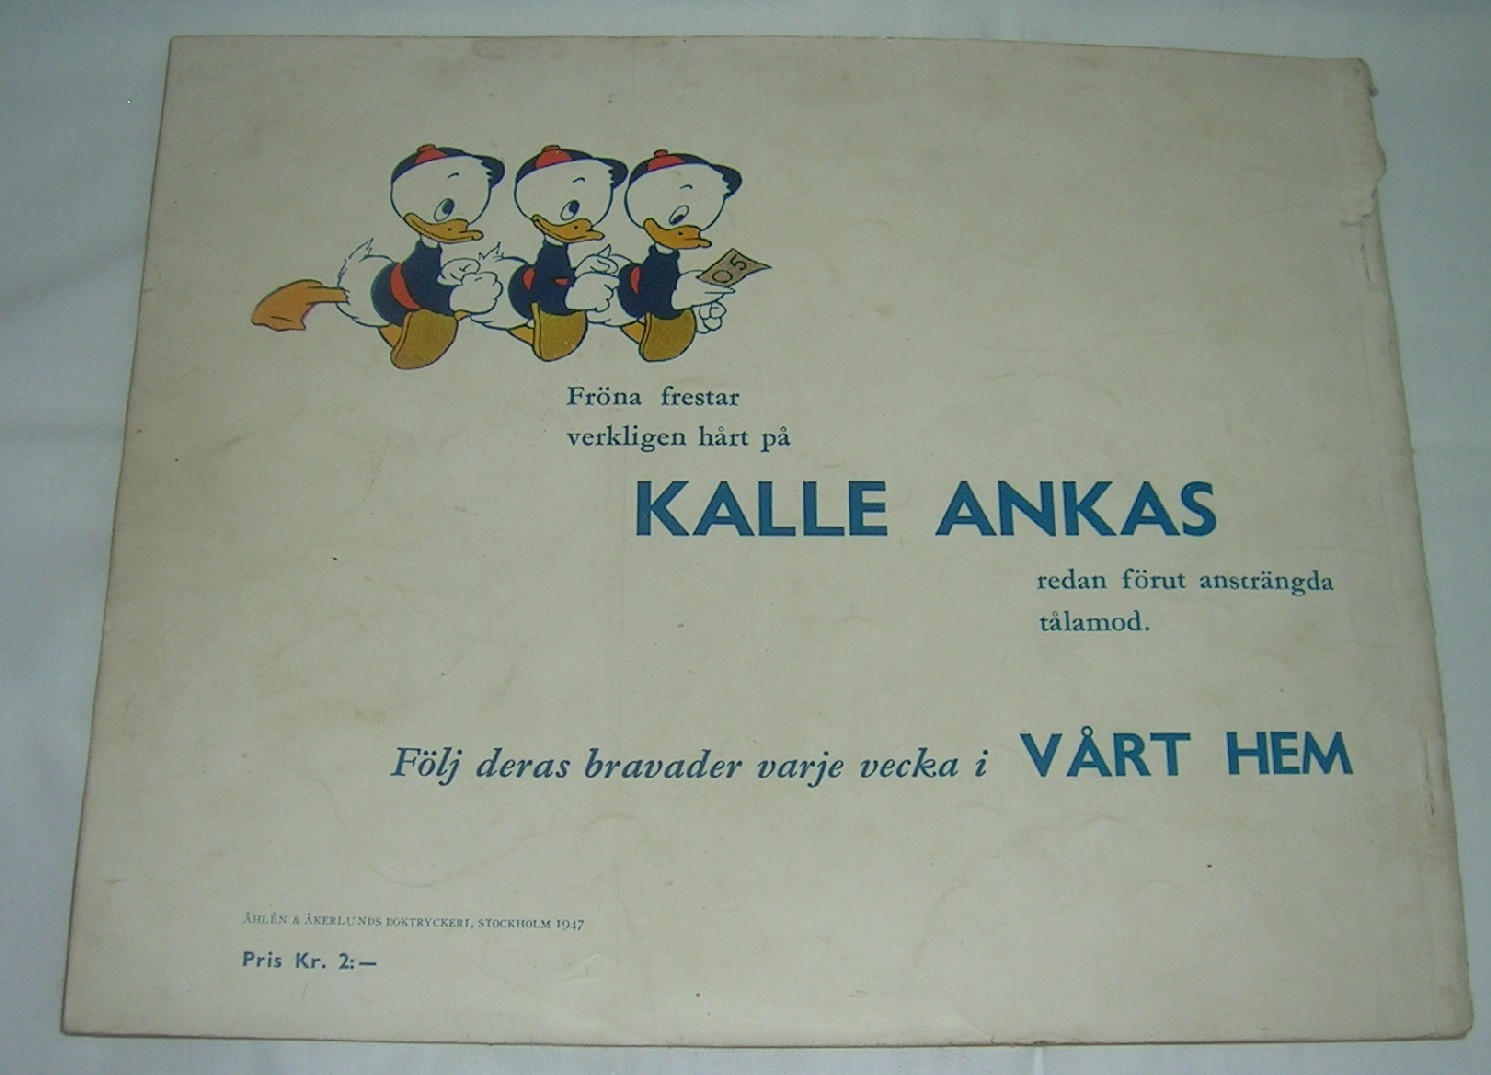 50
Fröna frestar
verkligen hårt på
KALLE ANKAS
redan förut ansträngda
tålamod.
Följ deras bravader varje vecka i VÅRT HEM
ÅHLÉN & ÅKERLUNDS BOKTRYCKERI, STOCKHOLM 1947
Pris Kr. 2:—